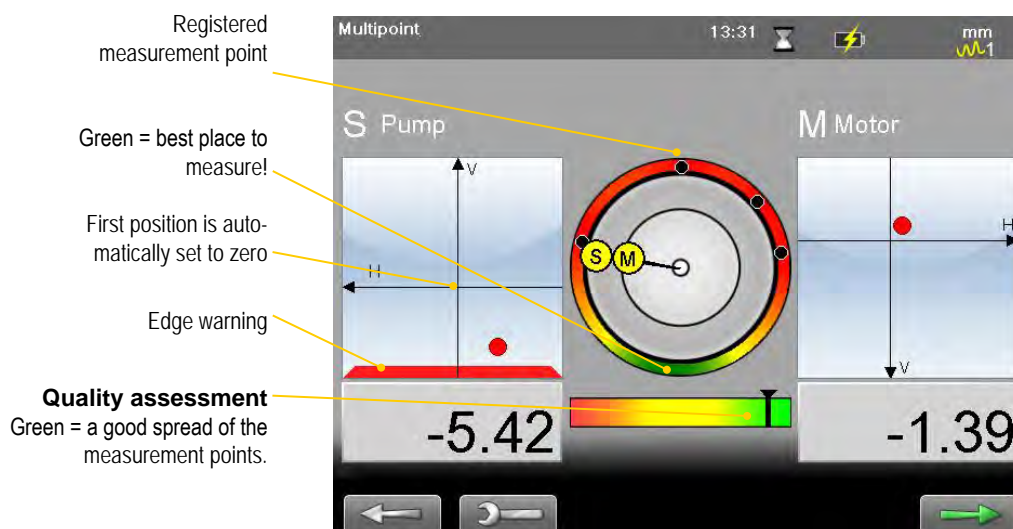 Registered
measurement point
Green = best place to
measure!
First position is auto-
matically set to zero
Edge warning
Quality assessment
Green = a good spread of the
measurement points.
Multipoint
13:31
mm
1
S Pump
M Motor
V
H
S M
H
V
-5.42
-1.39